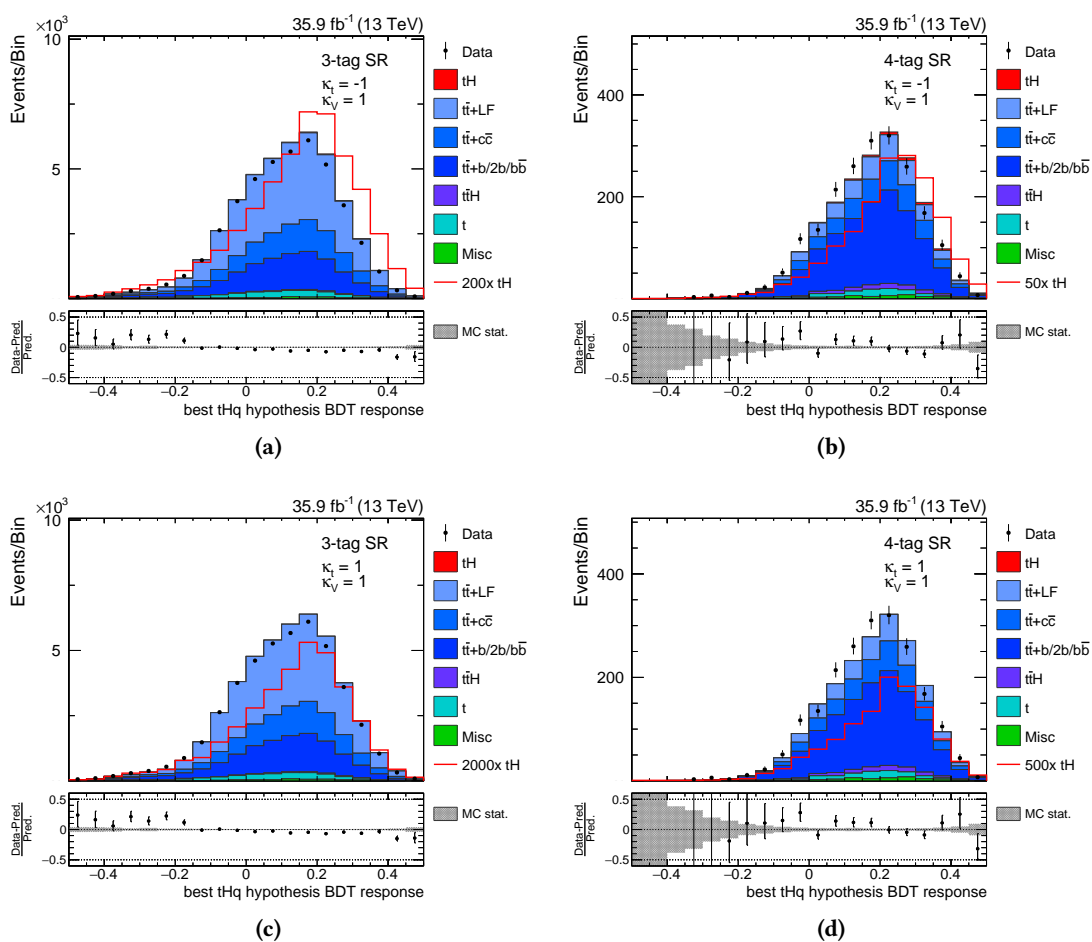 35.9 fb⁻¹ (13 TeV)
×10³
Events/Bin
10
5
0
3-tag SR
κt = -1
κV = 1
Data
tH
tt̄+LF
tt̄+cc̄
tt̄+b/2b/bb̄
tt̄H
t
Misc
200x tH
Data-Pred.
Pred.
0.5
0
−0.5
MC stat.
−0.4 −0.2 0 0.2 0.4
best tHq hypothesis BDT response
(a)
35.9 fb⁻¹ (13 TeV)
Events/Bin
400
200
4-tag SR
κt = -1
κV = 1
Data
tH
tt̄+LF
tt̄+cc̄
tt̄+b/2b/bb̄
tt̄H
t
Misc
50x tH
Data-Pred.
Pred.
0.5
0
−0.5
MC stat.
−0.4 −0.2 0 0.2 0.4
best tHq hypothesis BDT response
(b)
35.9 fb⁻¹ (13 TeV)
×10³
Events/Bin
10
5
3-tag SR
κt = 1
κV = 1
Data
tH
tt̄+LF
tt̄+cc̄
tt̄+b/2b/bb̄
tt̄H
t
Misc
2000x tH
Data-Pred.
Pred.
0.5
0
−0.5
MC stat.
−0.4 −0.2 0 0.2 0.4
best tHq hypothesis BDT response
(c)
35.9 fb⁻¹ (13 TeV)
Events/Bin
400
200
4-tag SR
κt = 1
κV = 1
Data
tH
tt̄+LF
tt̄+cc̄
tt̄+b/2b/bb̄
tt̄H
t
Misc
500x tH
Data-Pred.
Pred.
0.5
0
−0.5
MC stat.
−0.4 −0.2 0 0.2 0.4
best tHq hypothesis BDT response
(d)